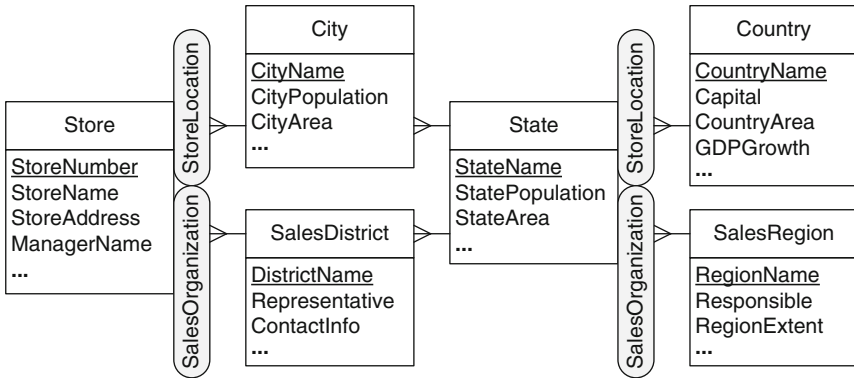 Store
StoreNumber
StoreName
StoreAddress
ManagerName
...
StoreLocation
SalesOrganization
City
CityName
CityPopulation
CityArea
...
SalesDistrict
DistrictName
Representative
ContactInfo
...
State
StateName
StatePopulation
StateArea
...
StoreLocation
SalesOrganization
Country
CountryName
Capital
CountryArea
GDPGrowth
...
SalesRegion
RegionName
Responsible
RegionExtent
...